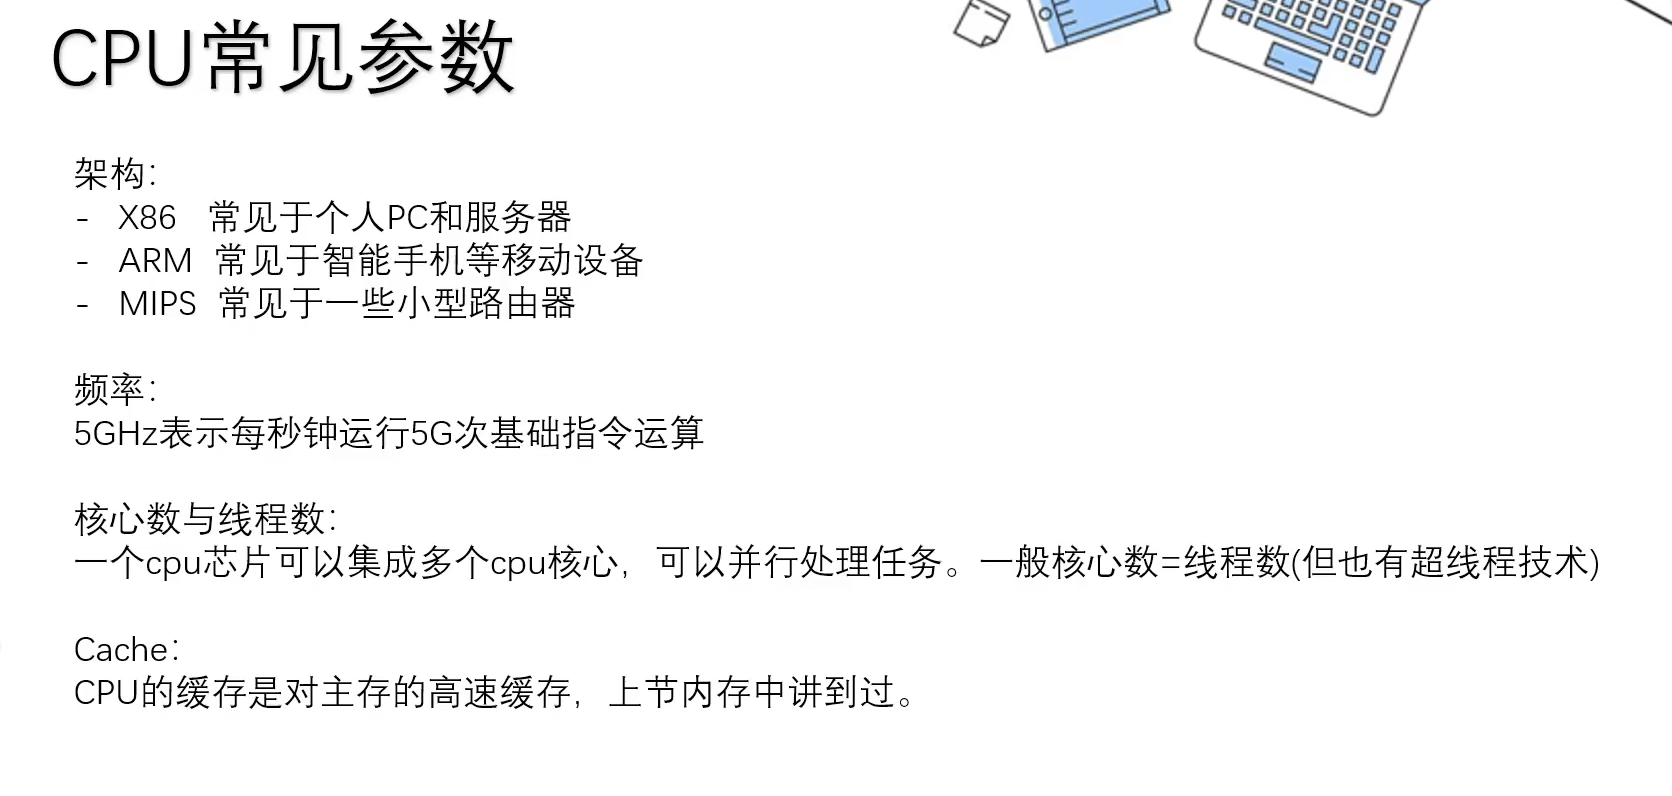 CPU常见参数
架构：
- X86 常见于个人PC和服务器
- ARM 常见于智能手机等移动设备
- MIPS 常见于一些小型路由器
频率：
5GHz表示每秒钟运行5G次基础指令运算
核心数与线程数：
一个cpu芯片可以集成多个cpu核心，可以并行处理任务。一般核心数=线程数(但也有超线程技术)
Cache：
CPU的缓存是对主存的高速缓存，上节内存中讲到过。